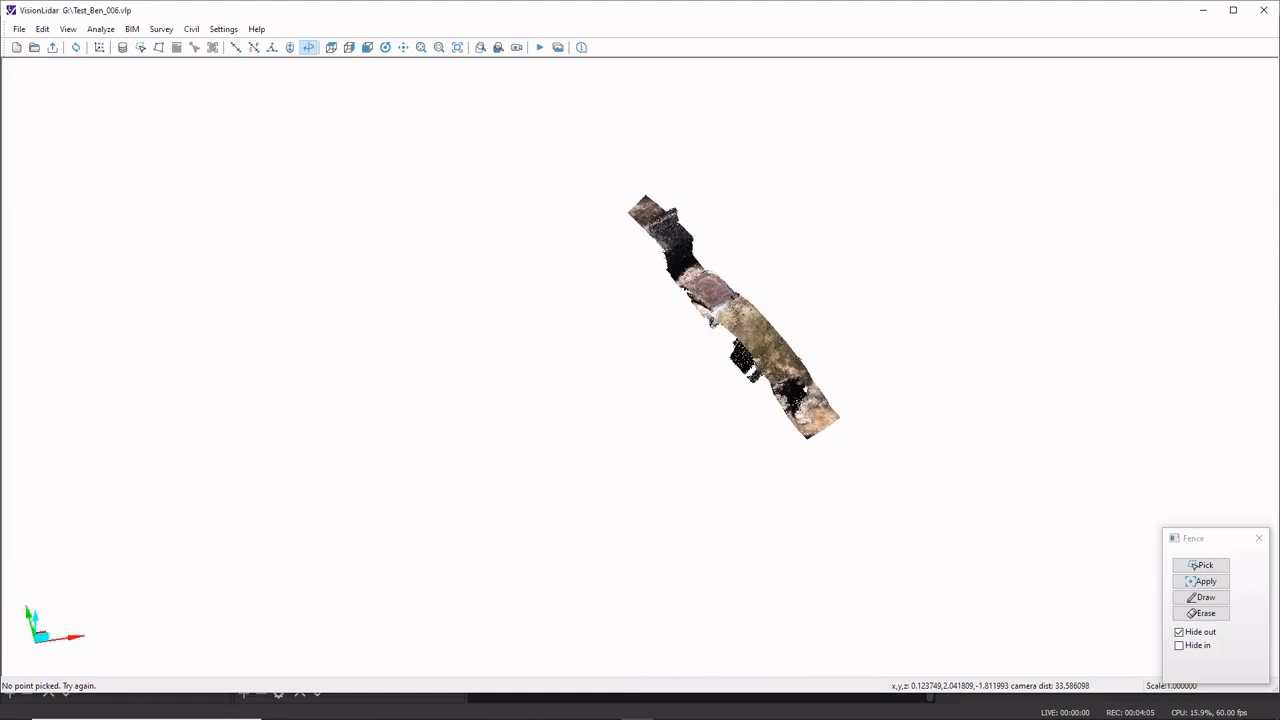 VisionLidar G:\Test_Ben_006.vlp
File Edit View Analyze BIM Survey Civil Settings Help
Fence
Pick
Apply
Draw
Erase
Hide out
Hide in
No point picked. Try again. x,y,z: 0.123749,2.041809,-1.811993 camera dist: 33.586098 Scale:1.000000
LIVE: 00:00:00 REC: 00:04:05 CPU: 15.9%, 60.00 fps